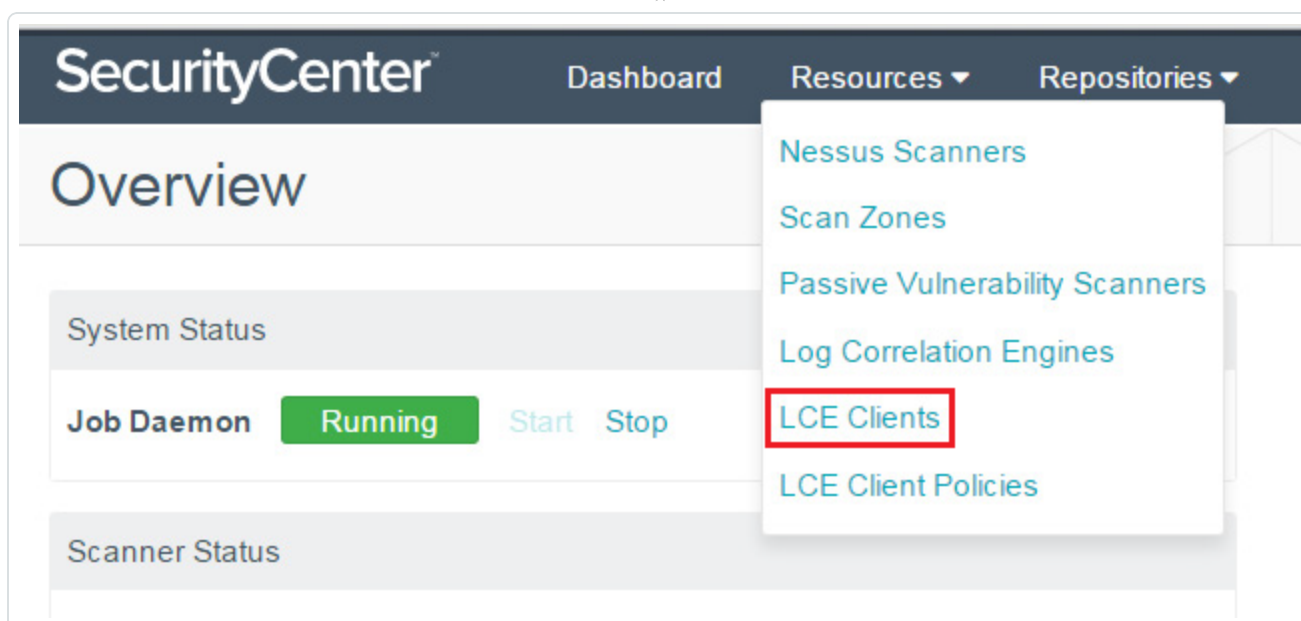 SecurityCenter™ Dashboard Resources Repositories
Overview
Nessus Scanners
Scan Zones
Passive Vulnerability Scanners
Log Correlation Engines
LCE Clients
LCE Client Policies
System Status
Job Daemon Running Start Stop
Scanner Status